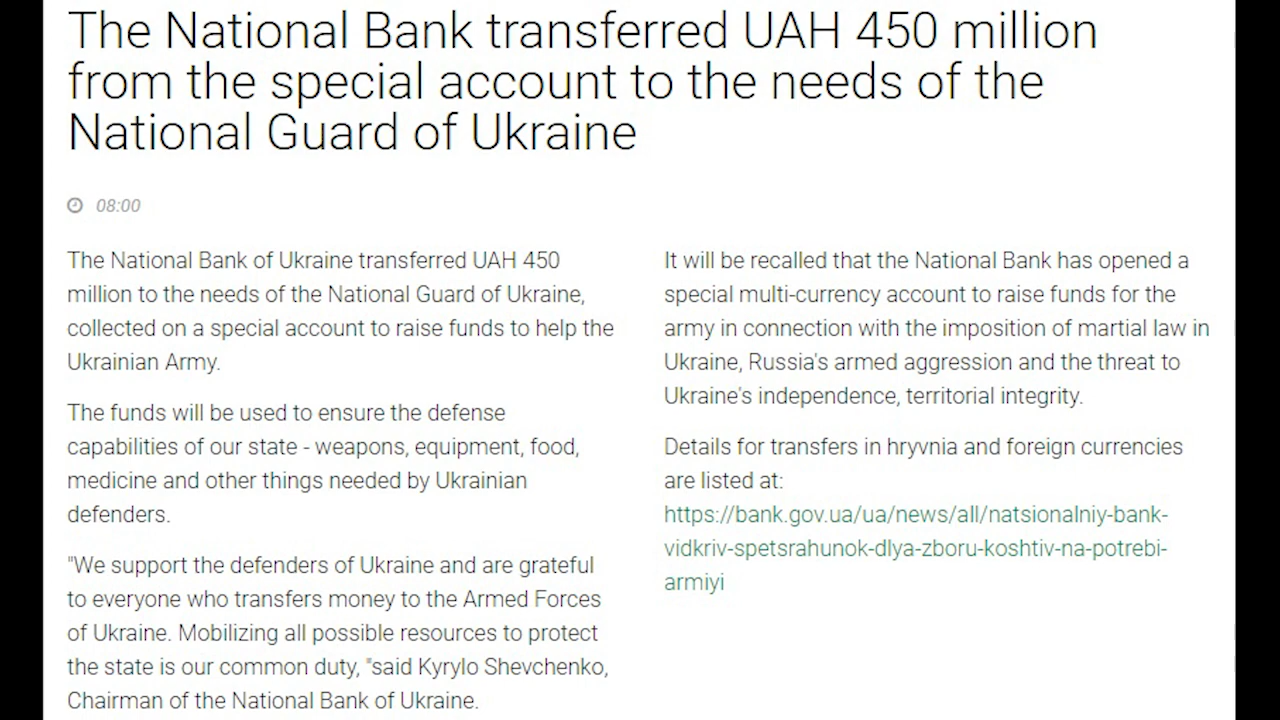 The National Bank transferred UAH 450 million
from the special account to the needs of the
National Guard of Ukraine
08:00
The National Bank of Ukraine transferred UAH 450
million to the needs of the National Guard of Ukraine,
collected on a special account to raise funds to help the
Ukrainian Army.
The funds will be used to ensure the defense
capabilities of our state - weapons, equipment, food,
medicine and other things needed by Ukrainian
defenders.
"We support the defenders of Ukraine and are grateful
to everyone who transfers money to the Armed Forces
of Ukraine. Mobilizing all possible resources to protect
the state is our common duty, "said Kyrylo Shevchenko,
Chairman of the National Bank of Ukraine.
It will be recalled that the National Bank has opened a
special multi-currency account to raise funds for the
army in connection with the imposition of martial law in
Ukraine, Russia's armed aggression and the threat to
Ukraine's independence, territorial integrity.
Details for transfers in hryvnia and foreign currencies
are listed at:
https://bank.gov.ua/ua/news/all/natsionalniy-bank-
vidkriv-spetsrahunok-dlya-zboru-koshtiv-na-potrebi-
armiyi